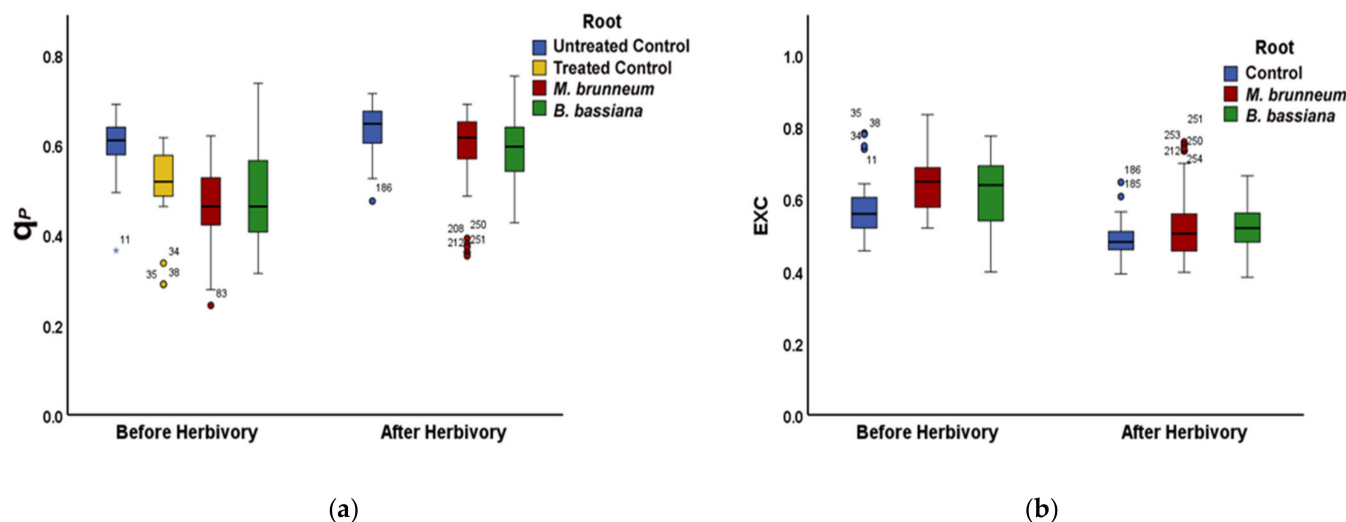 Root
Untreated Control
Treated Control
M. brunneum
B. bassiana
qP
0.8
0.6
0.4
0.2
0.0
11
34
35
38
83
186
208
250
212
251
Before Herbivory
After Herbivory
(a)
Root
Control
M. brunneum
B. bassiana
EXC
1.0
0.8
0.6
0.4
0.2
0.0
35
38
34
11
186
185
251
253
250
212
254
Before Herbivory
After Herbivory
(b)